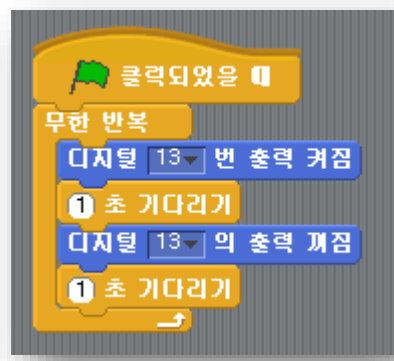 클릭되었을 때
무한 반복
디지털 13 번 출력 켜짐
1 초 기다리기
디지털 13 의 출력 꺼짐
1 초 기다리기